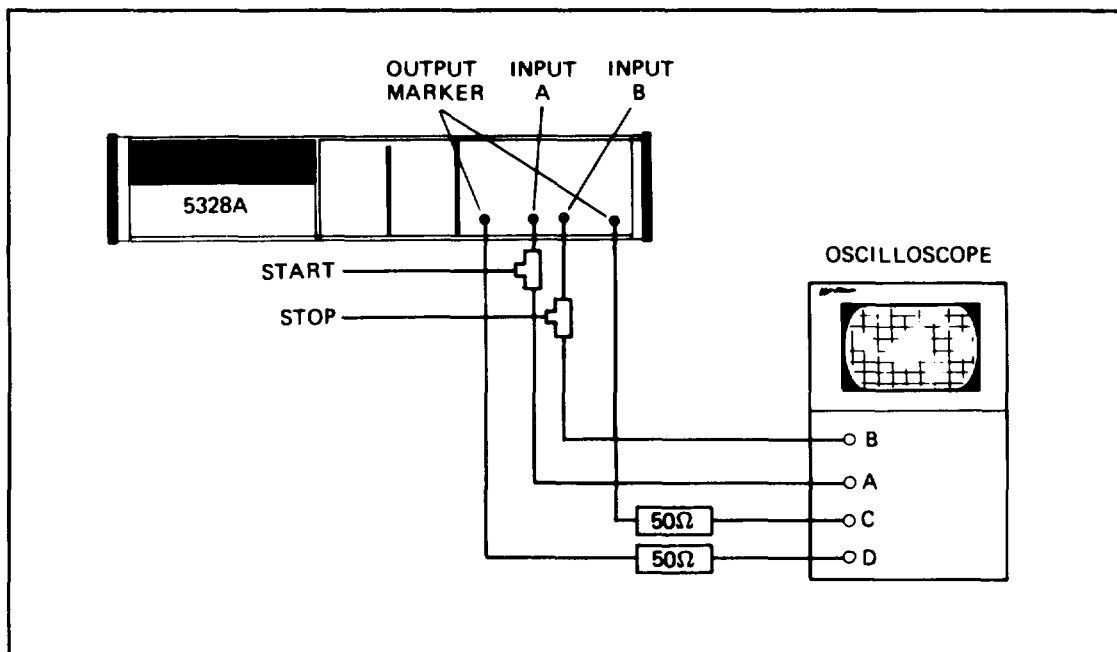 OUTPUT MARKER
INPUT A
INPUT B
5328A
START
STOP
OSCILLOSCOPE
B
A
50Ω
C
50Ω
D